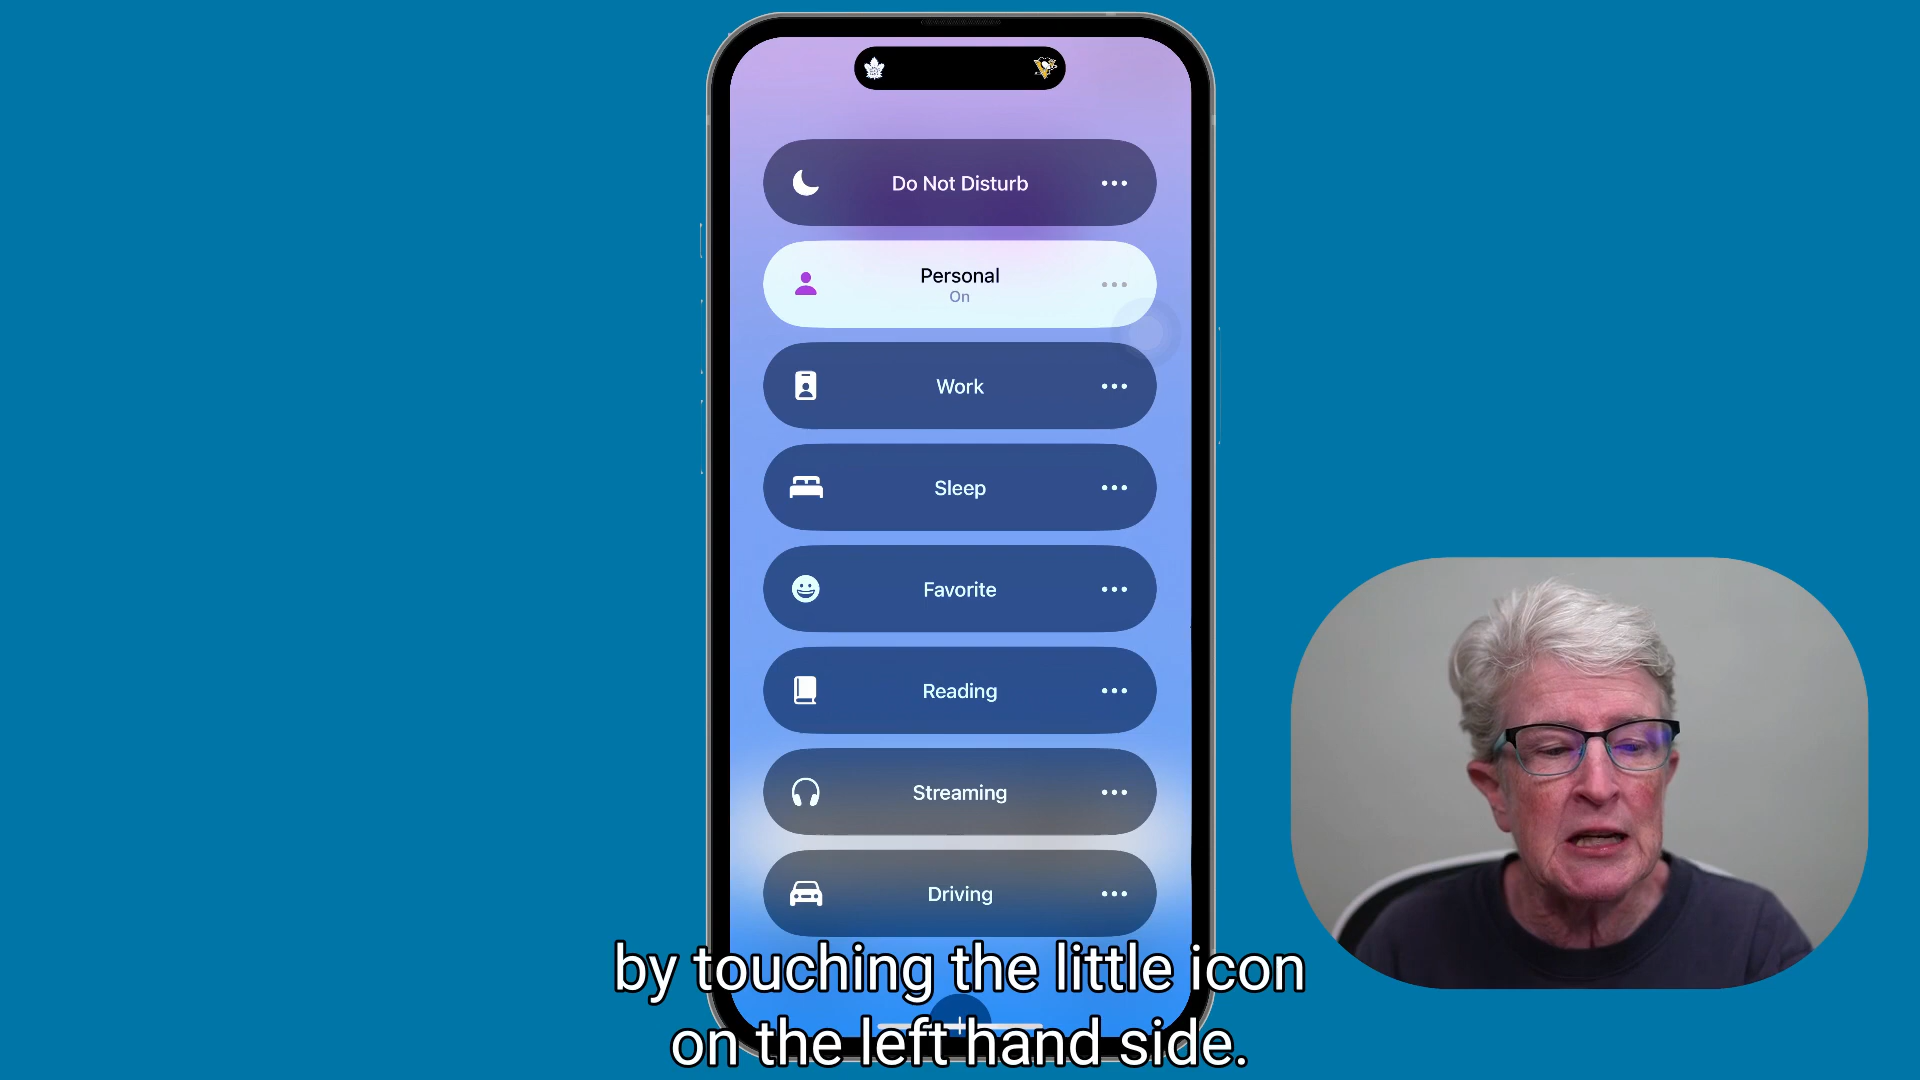 Do Not Disturb
Personal
On
Work
Sleep
Favorite
Reading
Streaming
Driving
by touching the little icon
on the left hand side.